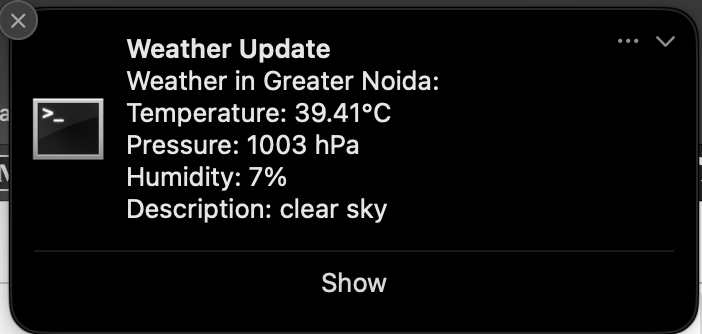 Weather Update
Weather in Greater Noida:
Temperature: 39.41°C
Pressure: 1003 hPa
Humidity: 7%
Description: clear sky
Show